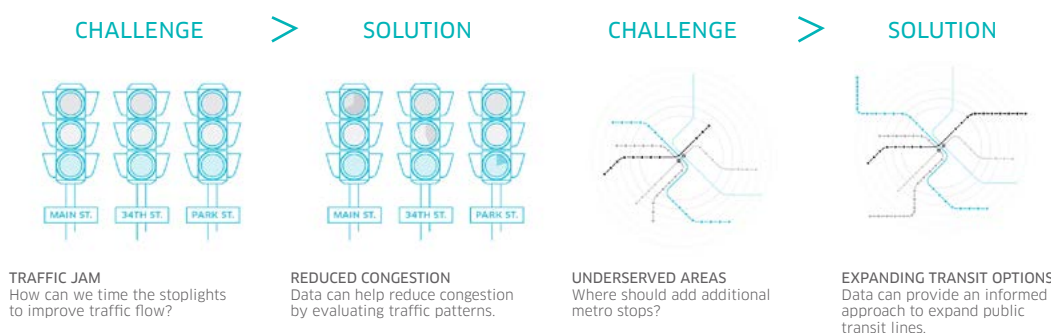 CHALLENGE > SOLUTION
CHALLENGE > SOLUTION
MAIN ST. 34TH ST. PARK ST.
MAIN ST. 34TH ST. PARK ST.
TRAFFIC JAM
How can we time the stoplights
to improve traffic flow?
REDUCED CONGESTION
Data can help reduce congestion
by evaluating traffic patterns.
UNDERSERVED AREAS
Where should add additional
metro stops?
EXPANDING TRANSIT OPTIONS
Data can provide an informed
approach to expand public
transit lines.